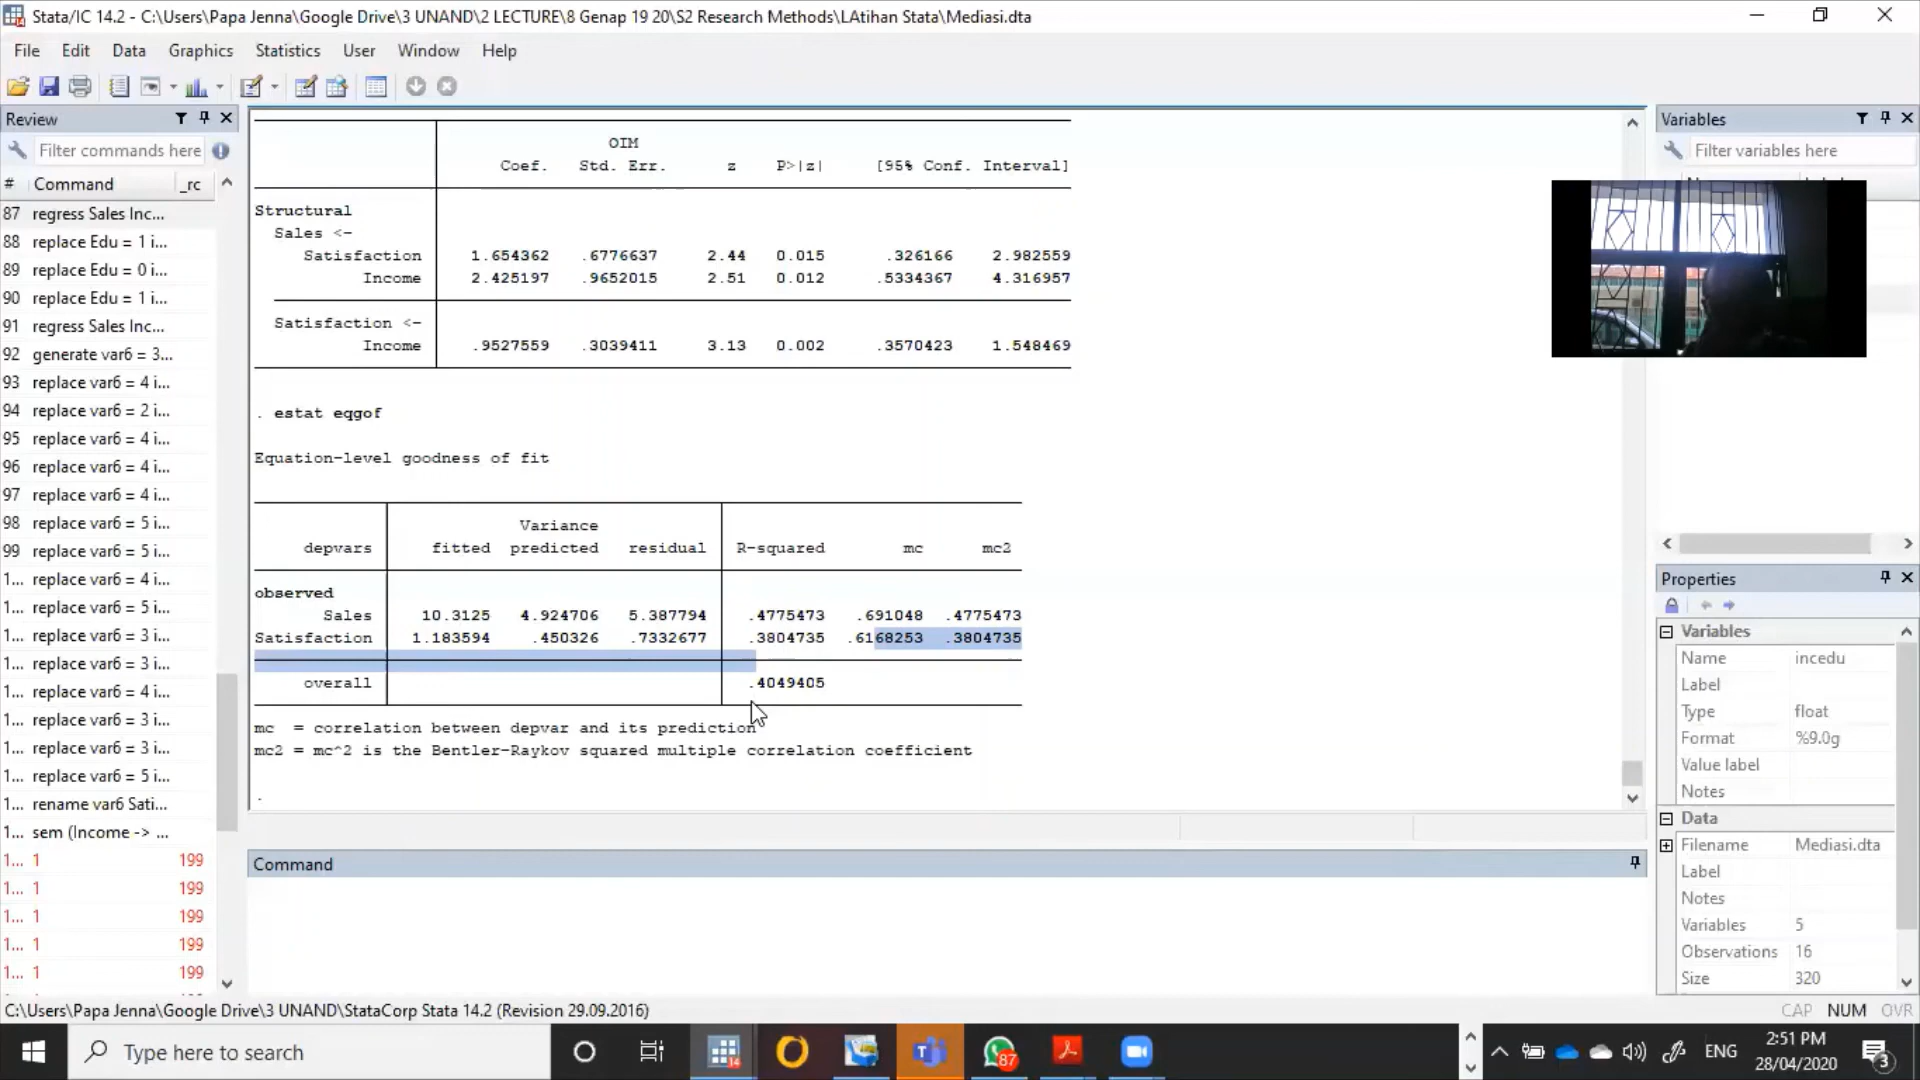 Stata/IC 14.2 - C:\Users\Papa Jenna\Google Drive\3 UNAND\2 LECTURE\8 Genap 19 20\S2 Research Methods\LAtihan Stata\Mediasi.dta
File Edit Data Graphics Statistics User Window Help
Review
Filter commands here
# Command _rc
87 regress Sales Inc...
88 replace Edu = 1 i...
89 replace Edu = 0 i...
90 replace Edu = 1 i...
91 regress Sales Inc...
92 generate var6 = 3...
93 replace var6 = 4 i...
94 replace var6 = 2 i...
95 replace var6 = 4 i...
96 replace var6 = 4 i...
97 replace var6 = 4 i...
98 replace var6 = 5 i...
99 replace var6 = 5 i...
1... replace var6 = 4 i...
1... replace var6 = 5 i...
1... replace var6 = 3 i...
1... replace var6 = 3 i...
1... replace var6 = 4 i...
1... replace var6 = 3 i...
1... replace var6 = 3 i...
1... replace var6 = 5 i...
1... rename var6 Sati...
1... sem (Income -> ...
1... 1 199
1... 1 199
1... 1 199
1... 1 199
1... 1 199
OIM
Coef. Std. Err. z P>|z| [95% Conf. Interval]
Structural
Sales <-
Satisfaction 1.654362 .6776637 2.44 0.015 .326166 2.982559
Income 2.425197 .9652015 2.51 0.012 .5334367 4.316957
Satisfaction <-
Income .9527559 .3039411 3.13 0.002 .3570423 1.548469
. estat eqgof
Equation-level goodness of fit
Variance
depvars fitted predicted residual R-squared mc mc2
observed
Sales 10.3125 4.924706 5.387794 .4775473 .691048 .4775473
Satisfaction 1.183594 .450326 .7332677 .3804735 .6168253 .3804735
overall .4049405
mc = correlation between depvar and its prediction
mc2 = mc^2 is the Bentler-Raykov squared multiple correlation coefficient
.
Command
Variables
Filter variables here
Properties
Variables
Name incedu
Label
Type float
Format %9.0g
Value label
Notes
Data
Filename Mediasi.dta
Label
Notes
Variables 5
Observations 16
Size 320
C:\Users\Papa Jenna\Google Drive\3 UNAND\StataCorp Stata 14.2 (Revision 29.09.2016)
CAP NUM OVR
Type here to search
14
87
ENG
2:51 PM
28/04/2020
3